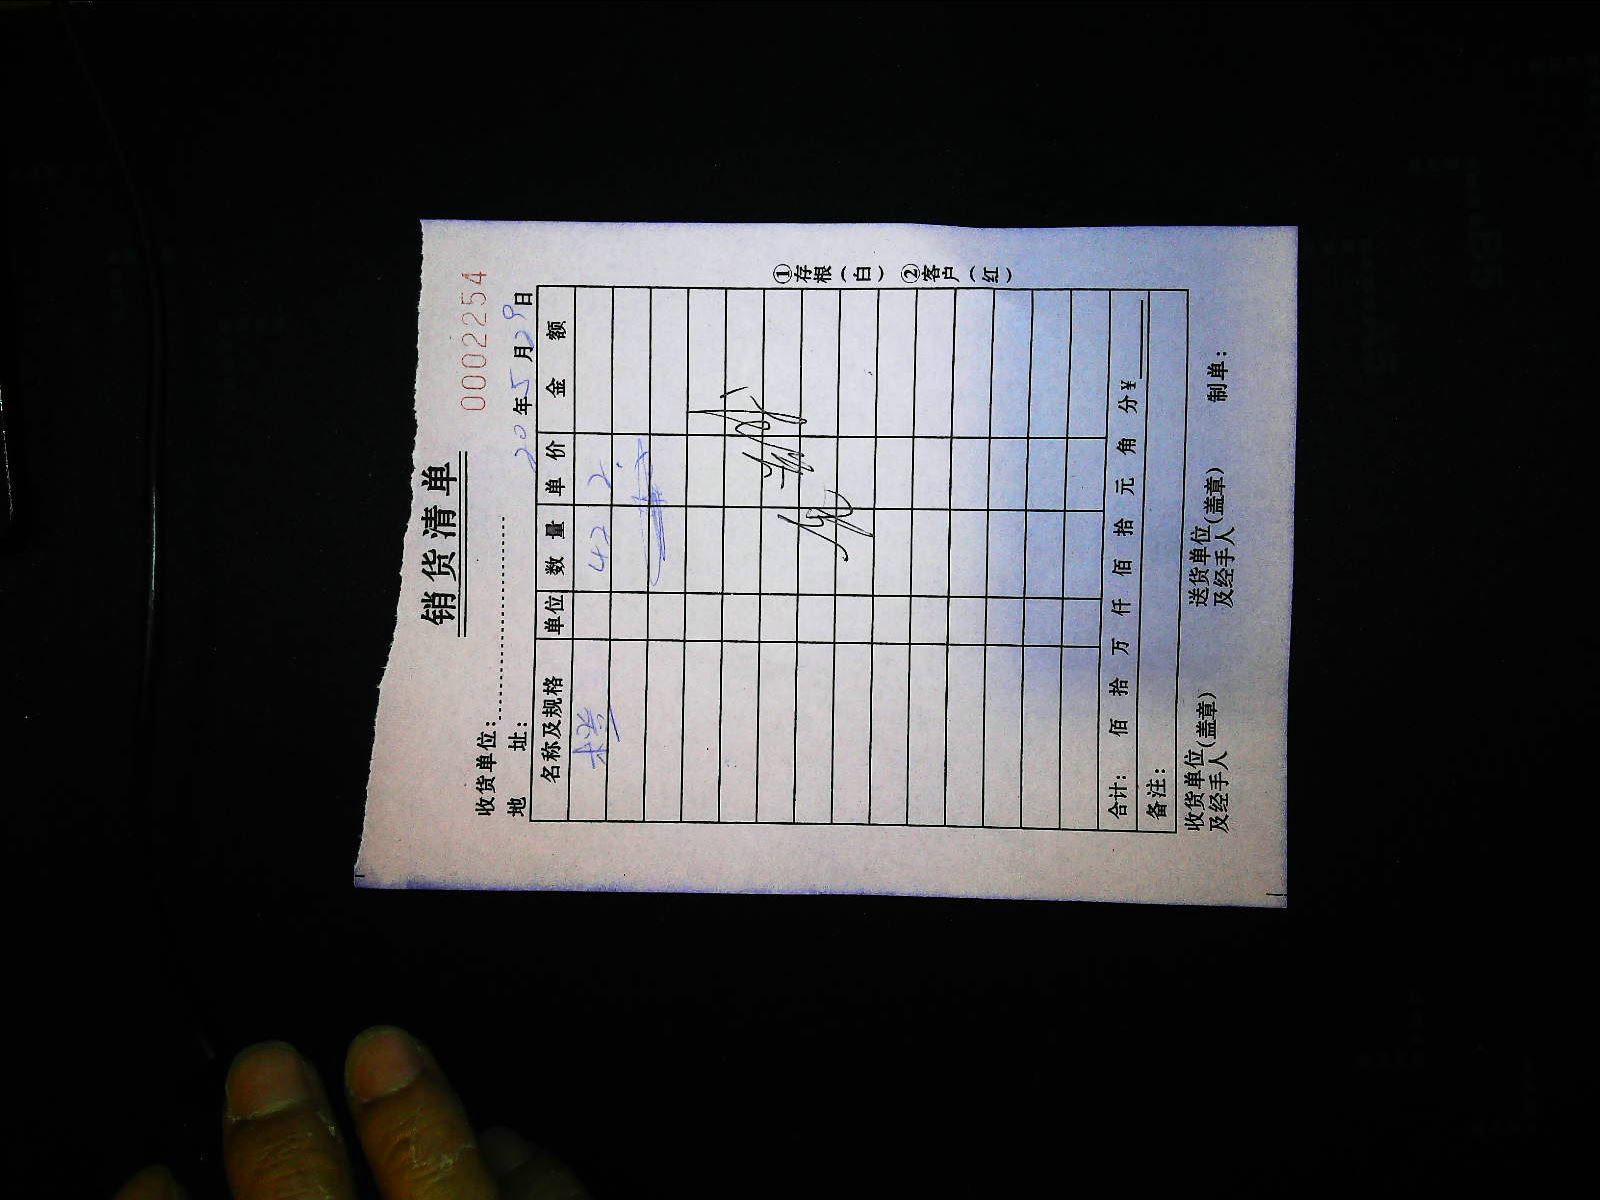 销货清单
0002254
收货单位:
地 址:
20 年 5 月 29 日
名称及规格 单位 数量 单价 金额
42 2.
①存根（白） ②客户（红）
合计: 佰 拾 万 仟 佰 拾 元 角 分 ¥
备注:
收货单位及经手人(盖章) 送货单位及经手人(盖章) 制单: